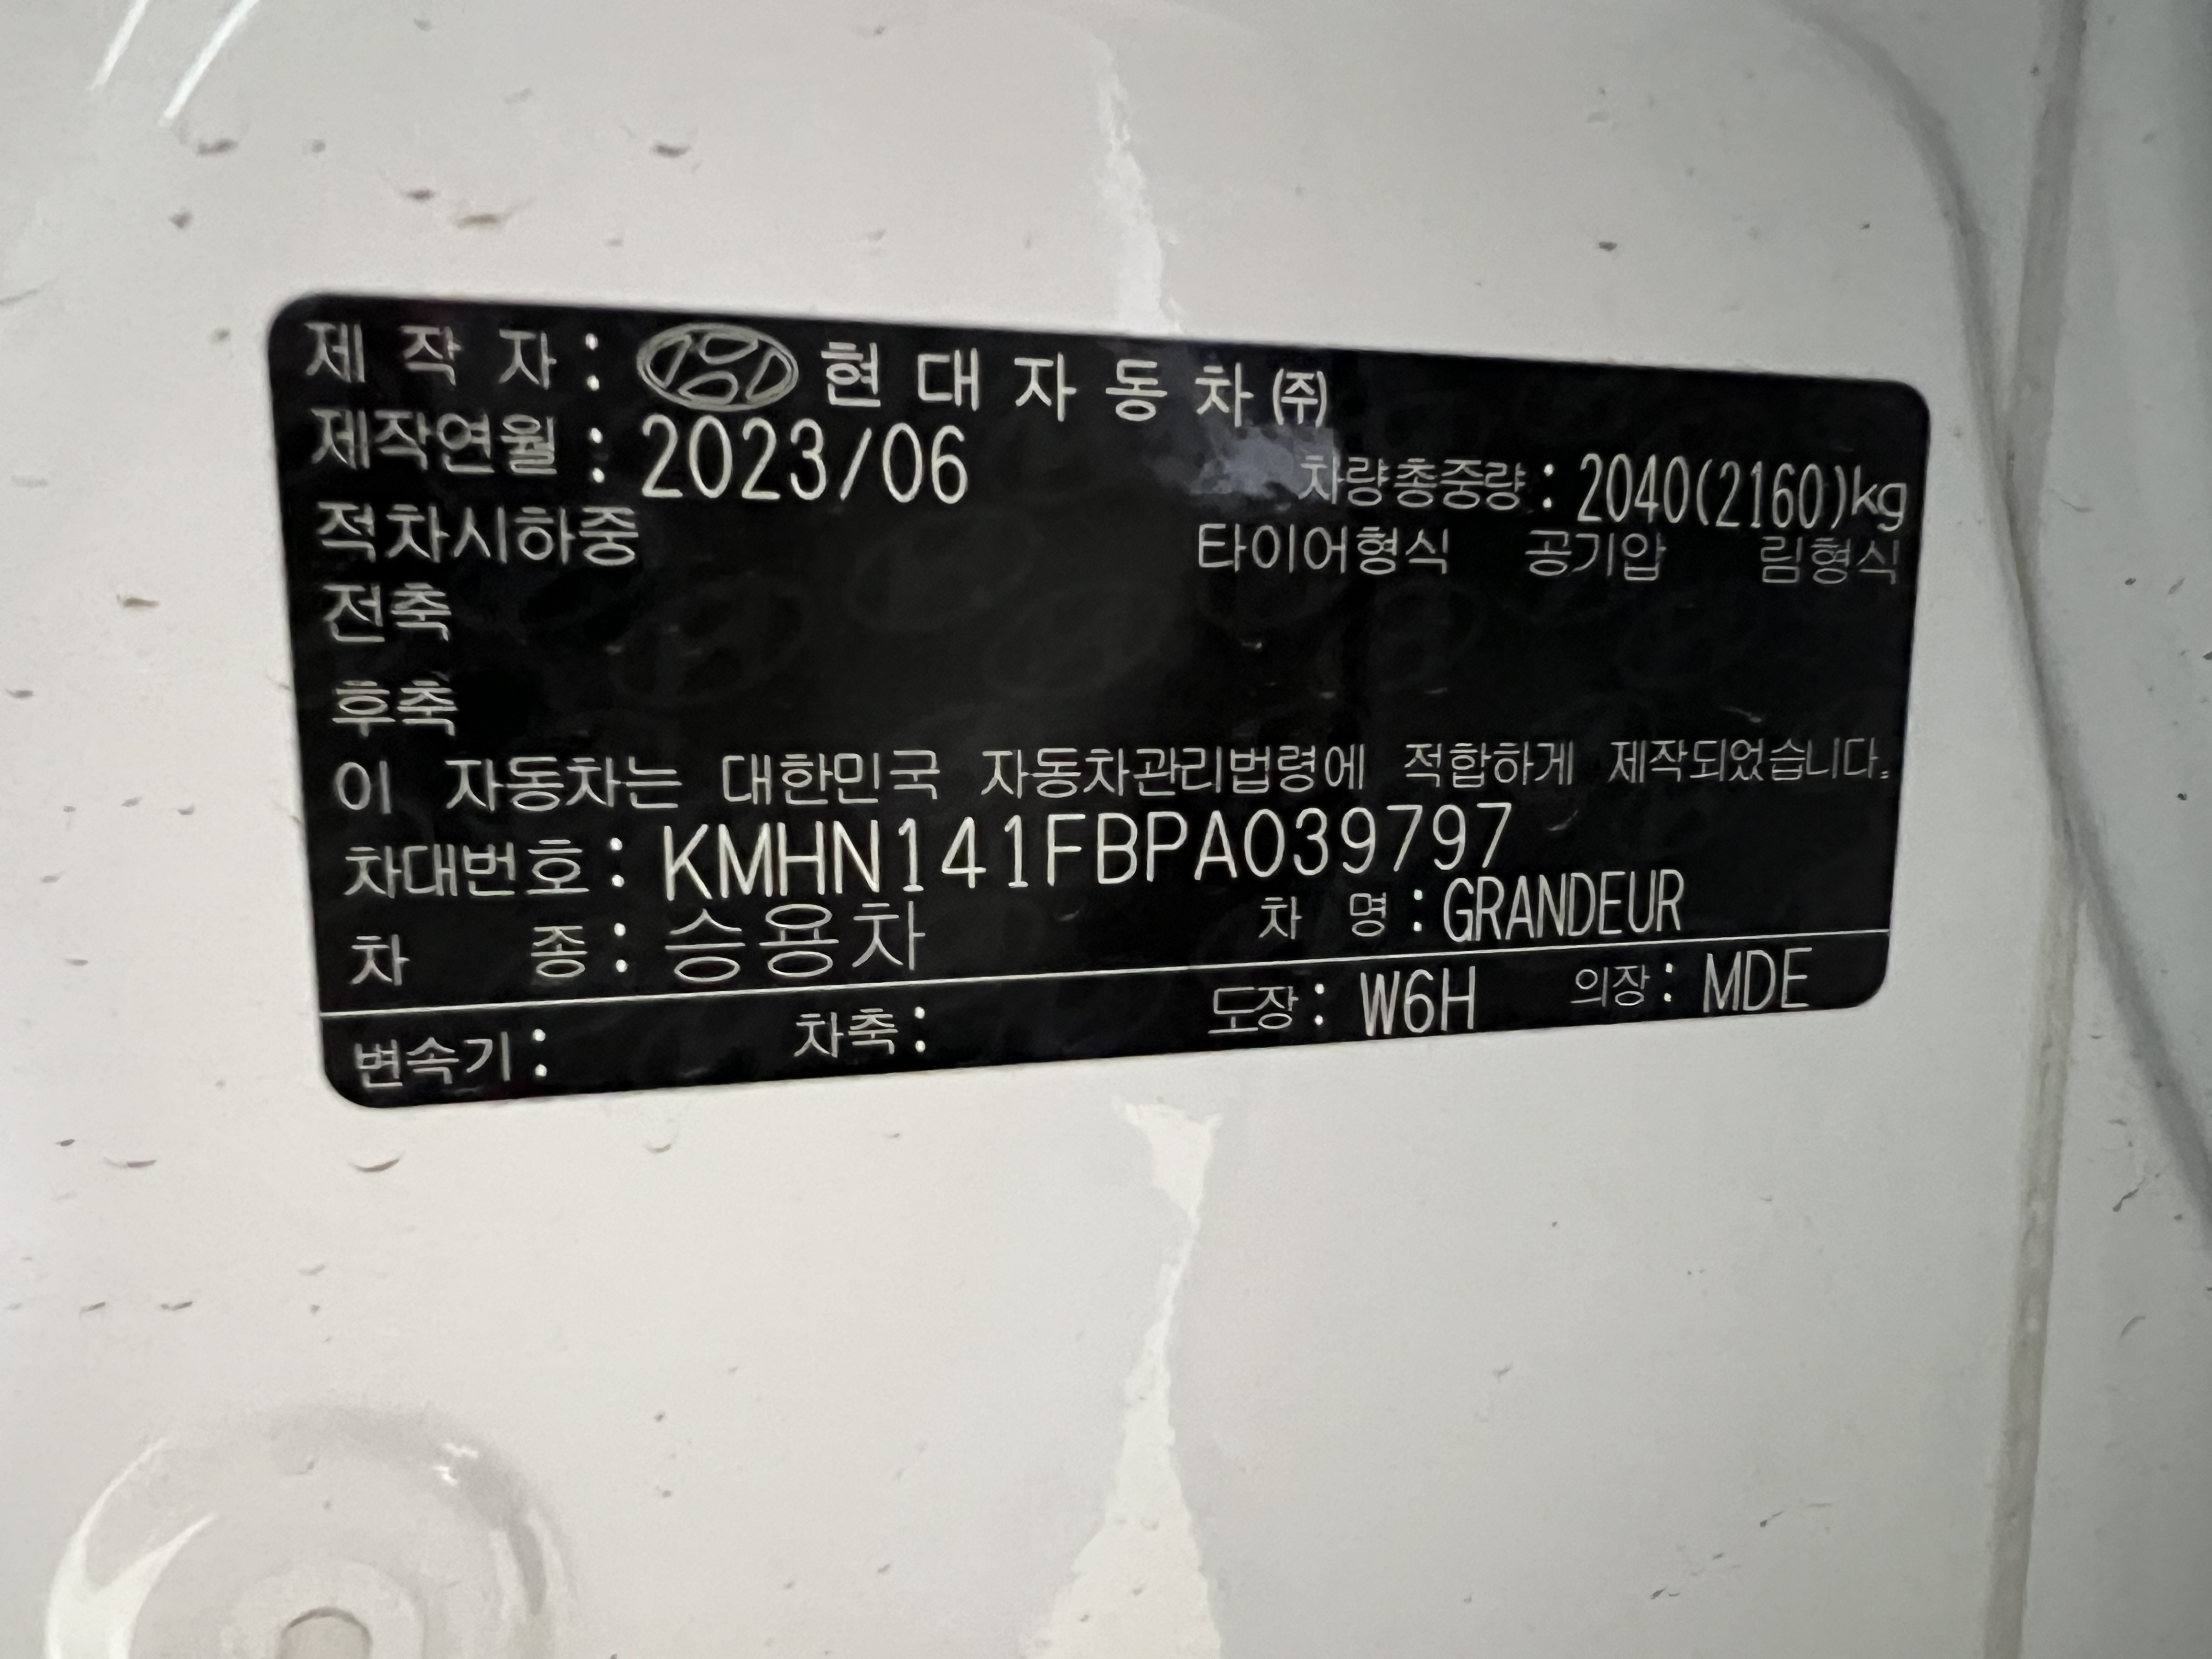 제 작 자 : 현 대 자 동 차 ㈜
제작연월 : 2023/06
차량총중량 : 2040(2160)kg
적차시하중 타이어형식 공기압 림형식
전축
후축
이 자동차는 대한민국 자동차관리법령에 적합하게 제작되었습니다.
차대번호 : KMHN141FBPA039797
차 종 : 승용차 차 명 : GRANDEUR
변속기 : 차축 : 도장 : W6H 의장 : MDE